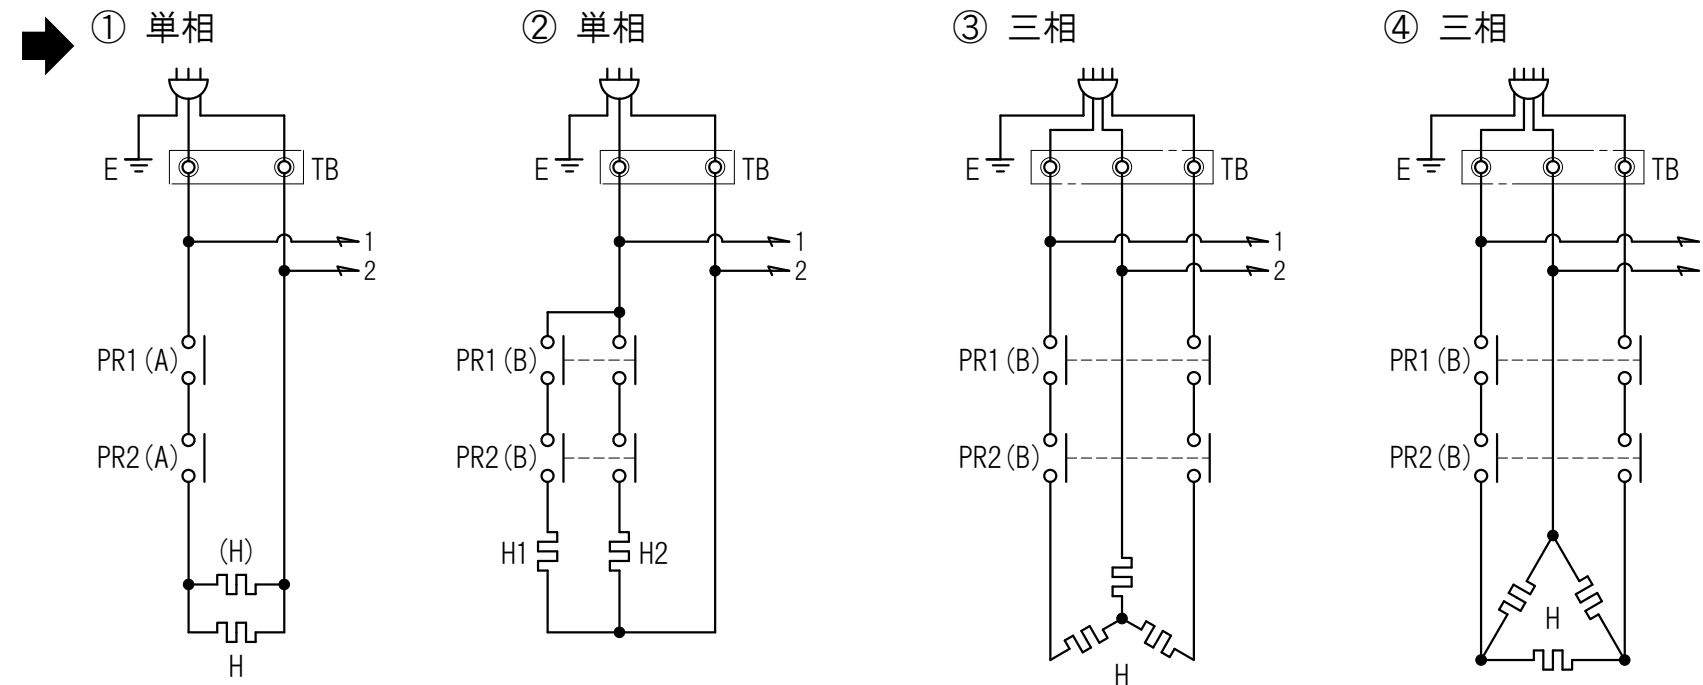 ① 単相
② 単相
③ 三相
④ 三相
E TB
E TB
E TB
E TB
1
2
1
2
1
2
PR1(A)
PR1(B)
PR1(B)
PR1(B)
PR2(A)
PR2(B)
PR2(B)
PR2(B)
(H)
H
H1 H2
H
H